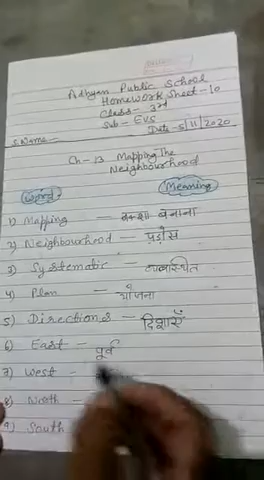 Adhyan Public School
Homework Sheet-10
Class - 3rd
Sub - EVS
Date - 5/11/2020
S.Name-
Ch-13 Mapping The
Neighbourhood
Word Meaning
1) Mapping - नक्शा बनाना
2) Neighbourhood - पड़ोस
3) Systematic -
4) Plan - योजना
5) Directions - दिशाएँ
6) East - पूर्व
7) West -
8) North -
9) South